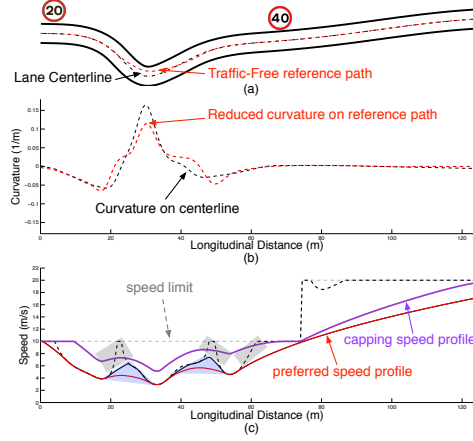 20
40
Lane Centerline
Traffic-Free reference path
(a)
0.15
0.1
0.05
0
−0.05
−0.1
−0.15
Curvature (1/m)
Reduced curvature on reference path
Curvature on centerline
0 20 40 60 80 100 120
Longitudinal Distance (m)
(b)
22
20
18
16
14
12
10
8
6
4
2
0
Speed (m/s)
speed limit
capping speed profile
preferred speed profile
0 20 40 60 80 100 120
Longitudinal Distance (m)
(c)